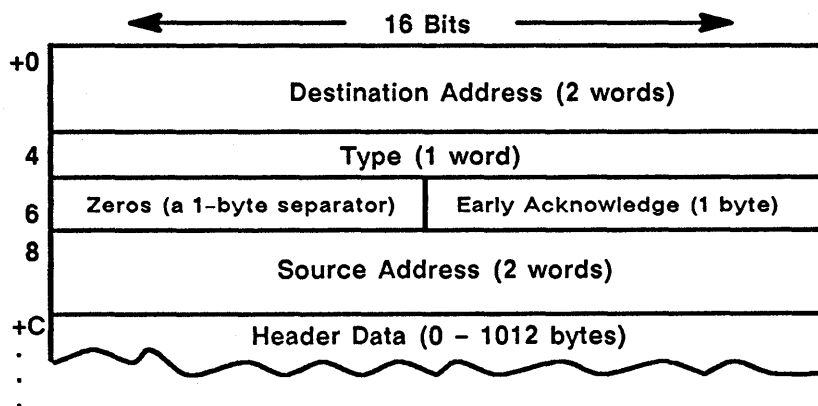 16 Bits
+0
Destination Address (2 words)
4
Type (1 word)
Zeros (a 1-byte separator) Early Acknowledge (1 byte)
6
8
Source Address (2 words)
+C
Header Data (0 – 1012 bytes)
.
.
.